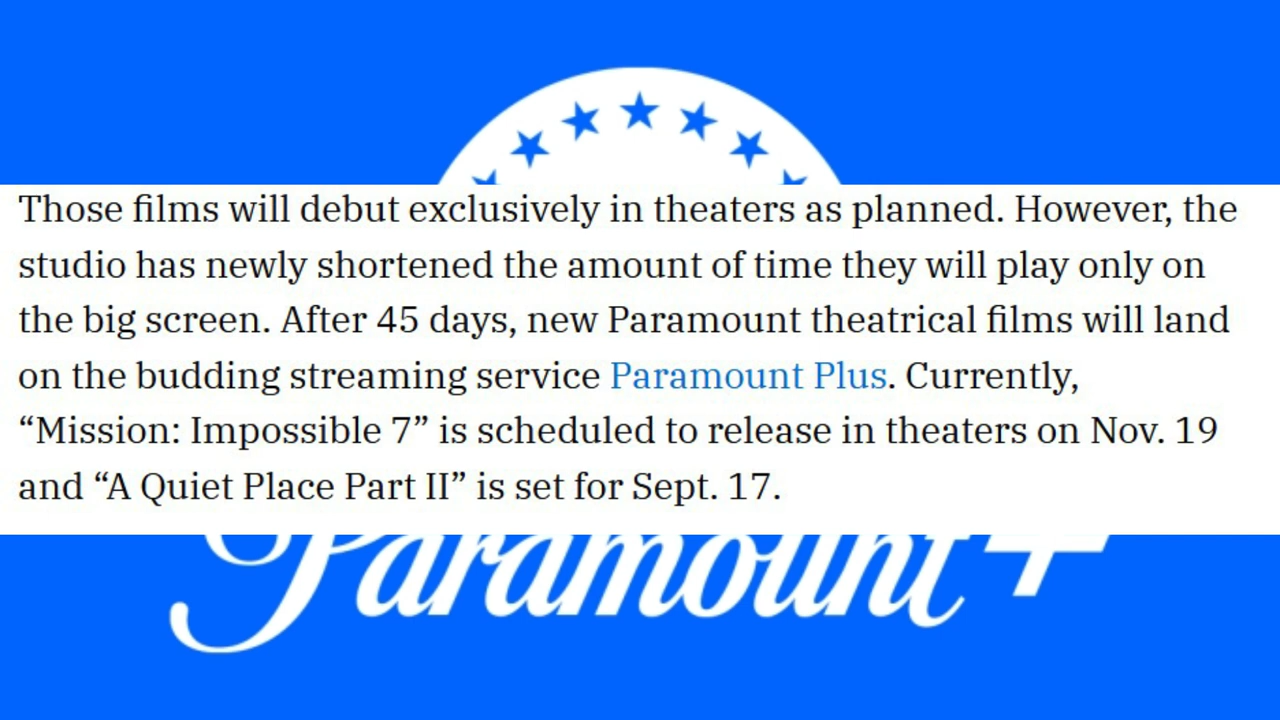 Those films will debut exclusively in theaters as planned. However, the
studio has newly shortened the amount of time they will play only on
the big screen. After 45 days, new Paramount theatrical films will land
on the budding streaming service Paramount Plus. Currently,
“Mission: Impossible 7” is scheduled to release in theaters on Nov. 19
and “A Quiet Place Part II” is set for Sept. 17.
Paramount+